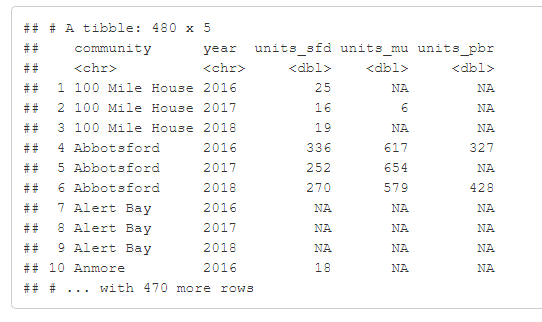 ## # A tibble: 480 x 5
##    community      year  units_sfd units_mu units_pbr
##    <chr>          <chr>     <dbl>    <dbl>     <dbl>
##  1 100 Mile House 2016         25       NA        NA
##  2 100 Mile House 2017         16        6        NA
##  3 100 Mile House 2018         19       NA        NA
##  4 Abbotsford     2016        336      617       327
##  5 Abbotsford     2017        252      654        NA
##  6 Abbotsford     2018        270      579       428
##  7 Alert Bay      2016         NA       NA        NA
##  8 Alert Bay      2017         NA       NA        NA
##  9 Alert Bay      2018         NA       NA        NA
## 10 Anmore         2016         18       NA        NA
## # ... with 470 more rows